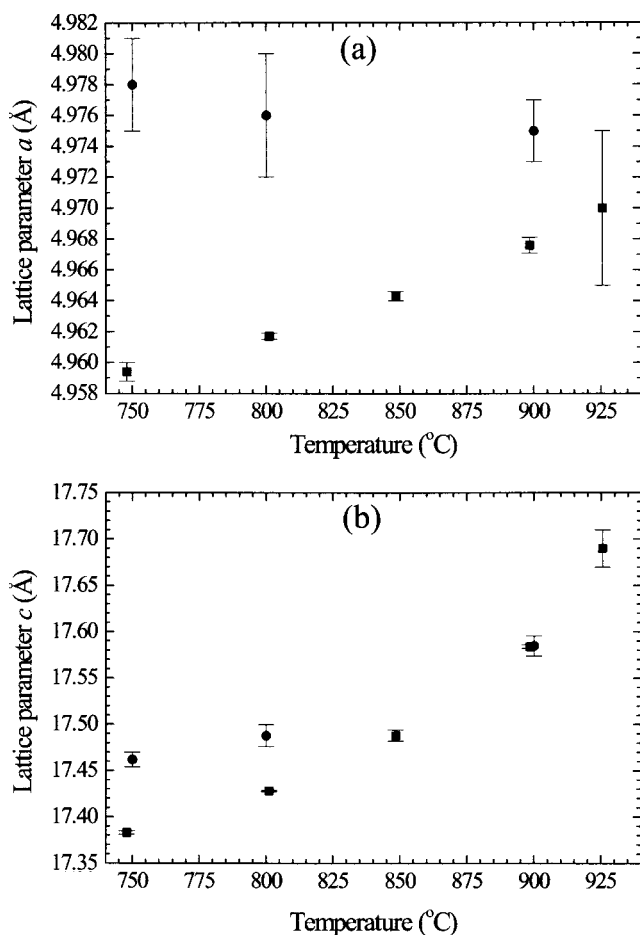 (a)
Lattice parameter a (Å)
4.982
4.980
4.978
4.976
4.974
4.972
4.970
4.968
4.966
4.964
4.962
4.960
4.958
750 775 800 825 850 875 900 925
Temperature (°C)
(b)
Lattice parameter c (Å)
17.75
17.70
17.65
17.60
17.55
17.50
17.45
17.40
17.35
750 775 800 825 850 875 900 925
Temperature (°C)